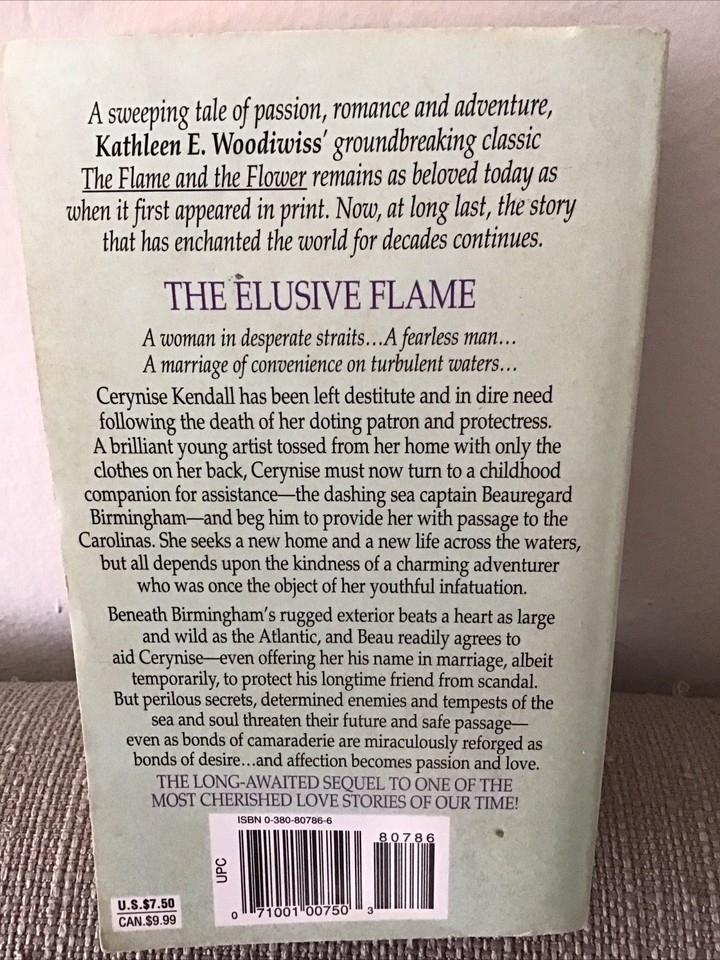 A sweeping tale of passion, romance and adventure,
Kathleen E. Woodiwiss' groundbreaking classic
The Flame and the Flower remains as beloved today as
when it first appeared in print. Now, at long last, the story
that has enchanted the world for decades continues.
THE ELUSIVE FLAME
A woman in desperate straits...A fearless man...
A marriage of convenience on turbulent waters...
Cerynise Kendall has been left destitute and in dire need
following the death of her doting patron and protectress.
A brilliant young artist tossed from her home with only the
clothes on her back, Cerynise must now turn to a childhood
companion for assistance—the dashing sea captain Beauregard
Birmingham—and beg him to provide her with passage to the
Carolinas. She seeks a new home and a new life across the waters,
but all depends upon the kindness of a charming adventurer
who was once the object of her youthful infatuation.
Beneath Birmingham's rugged exterior beats a heart as large
and wild as the Atlantic, and Beau readily agrees to
aid Cerynise—even offering her his name in marriage, albeit
temporarily, to protect his longtime friend from scandal.
But perilous secrets, determined enemies and tempests of the
sea and soul threaten their future and safe passage—
even as bonds of camaraderie are miraculously reforged as
bonds of desire...and affection becomes passion and love.
THE LONG-AWAITED SEQUEL TO ONE OF THE
MOST CHERISHED LOVE STORIES OF OUR TIME!
ISBN 0-380-80786-6
80786
UPC
0 71001 00750 3
U.S.$7.50
CAN.$9.99